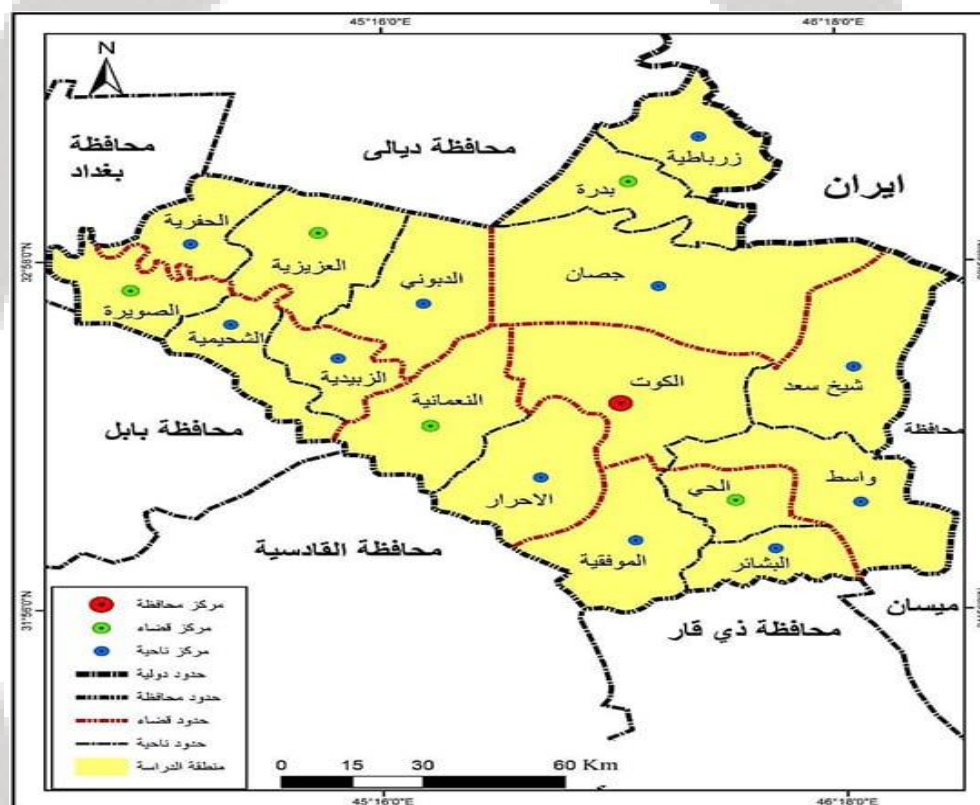 45°16'0"E
46°18'0"E
N
محافظة
بغداد
محافظة ديالى
ايران
زرباطية
بدرة
الحفرية
العزيزية
الدبوني
جصان
32°58'0"N
الصويرة
الشحيمية
الزبيدية
النعمانية
الكوت
شيخ سعد
محافظة بابل
محافظة
واسط
الحي
الاحرار
الموفقية
البشائر
محافظة القادسية
ميسان
محافظة ذي قار
31°56'0"N
مركز محافظة
مركز قضاء
مركز ناحية
حدود دولية
حدود محافظة
حدود قضاء
حدود ناحية
منطقة الدراسة
0 15 30 60 Km
45°16'0"E
46°18'0"E